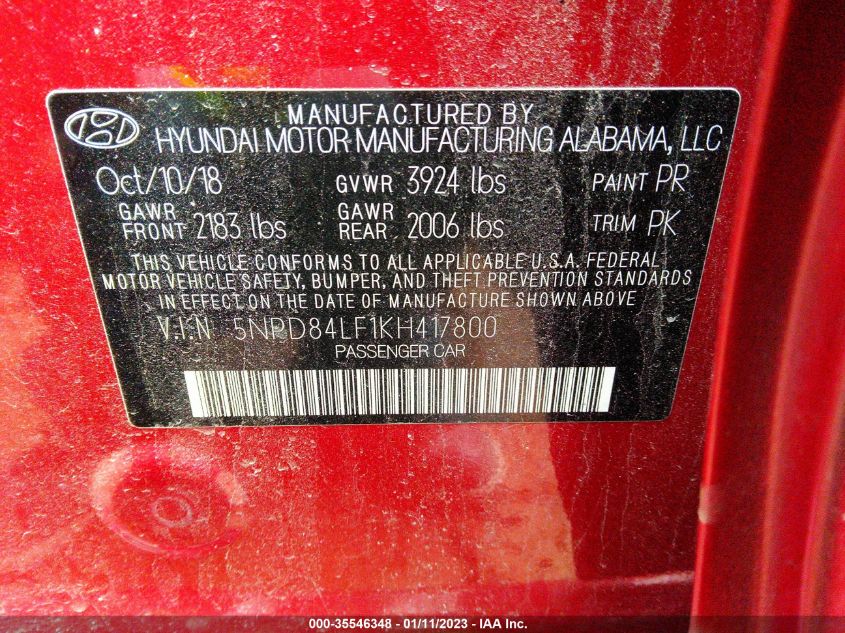 MANUFACTURED BY
HYUNDAI MOTOR MANUFACTURING ALABAMA, LLC
Oct/10/18 GVWR 3924 lbs PAINT PR
GAWR FRONT 2183 lbs GAWR REAR 2006 lbs TRIM PK
THIS VEHICLE CONFORMS TO ALL APPLICABLE U.S.A. FEDERAL
MOTOR VEHICLE SAFETY, BUMPER, AND THEFT PREVENTION STANDARDS
IN EFFECT ON THE DATE OF MANUFACTURE SHOWN ABOVE
V.I.N 5NPD84LF1KH417800
PASSENGER CAR
000-35546348 - 01/11/2023 - IAA Inc.